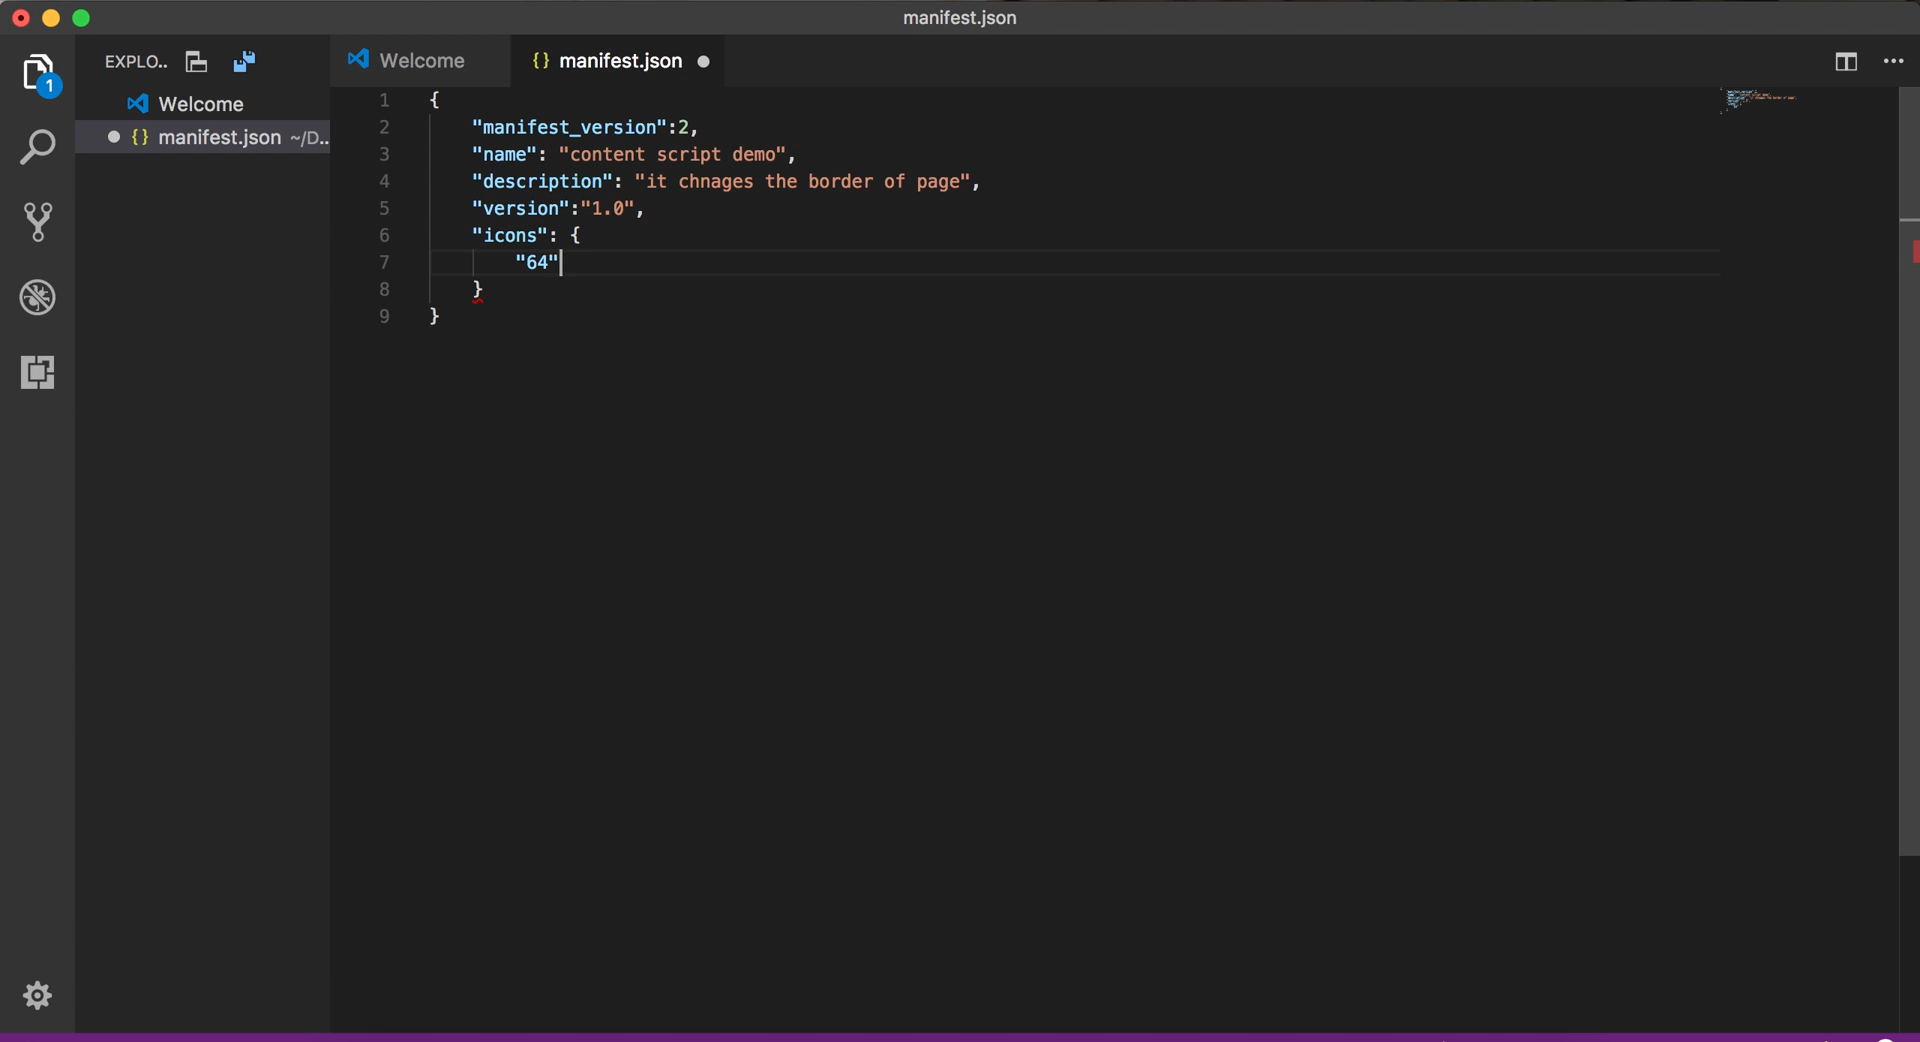 manifest.json
EXPLO..
Welcome
{} manifest.json
1
Welcome
{} manifest.json ~/D...
1 {
2 "manifest_version":2,
3 "name": "content script demo",
4 "description": "it chnages the border of page",
5 "version":"1.0",
6 "icons": {
7 "64"
8 }
9 }